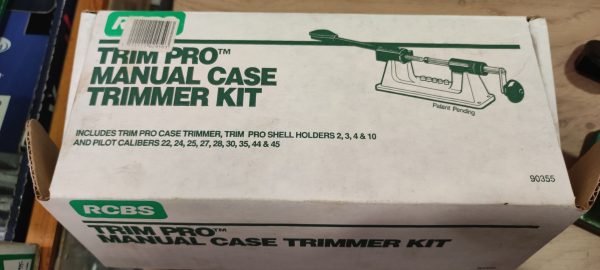 RCBS
TRIM PRO™
MANUAL CASE
TRIMMER KIT
Patent Pending
INCLUDES TRIM PRO CASE TRIMMER, TRIM PRO SHELL HOLDERS 2, 3, 4 & 10
AND PILOT CALIBERS 22, 24, 25, 27, 28, 30, 35, 44 & 45
90355
RCBS
TRIM PRO™
MANUAL CASE TRIMMER KIT